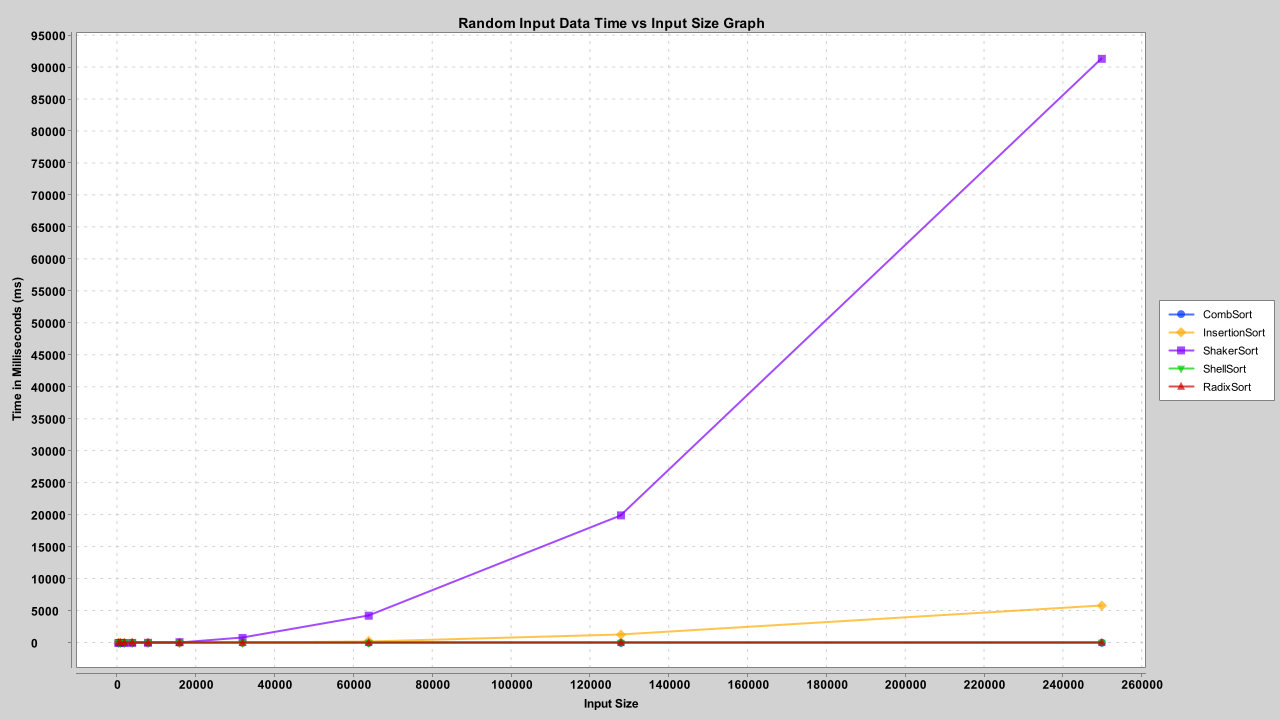 Random Input Data Time vs Input Size Graph
95000
90000
85000
80000
75000
70000
65000
60000
55000
50000
45000
40000
35000
30000
25000
20000
15000
10000
5000
0
Time in Milliseconds (ms)
0 20000 40000 60000 80000 100000 120000 140000 160000 180000 200000 220000 240000 260000
Input Size
CombSort
InsertionSort
ShakerSort
ShellSort
RadixSort